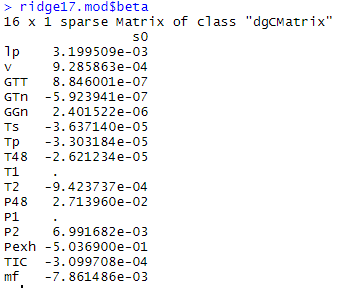 > ridge17.mod$beta
16 x 1 sparse Matrix of class "dgCMatrix"
s0
lp 3.199509e-03
v 9.285863e-04
GTT 8.846001e-07
GTn -5.923941e-07
GGn 2.401522e-06
Ts -3.637140e-05
Tp -3.303184e-05
T48 -2.621234e-05
T1 .
T2 -9.423737e-04
P48 2.713960e-02
P1 .
P2 6.991682e-03
Pexh -5.036900e-01
TIC -3.099708e-04
mf -7.861486e-03